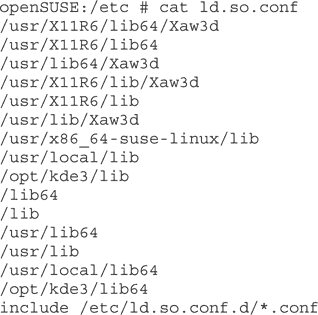 openSUSE:/etc # cat ld.so.conf
/usr/X11R6/lib64/Xaw3d
/usr/X11R6/lib64
/usr/lib64/Xaw3d
/usr/X11R6/lib/Xaw3d
/usr/X11R6/lib
/usr/lib/Xaw3d
/usr/x86_64-suse-linux/lib
/usr/local/lib
/opt/kde3/lib
/lib64
/lib
/usr/lib64
/usr/lib
/usr/local/lib64
/opt/kde3/lib64
include /etc/ld.so.conf.d/*.conf